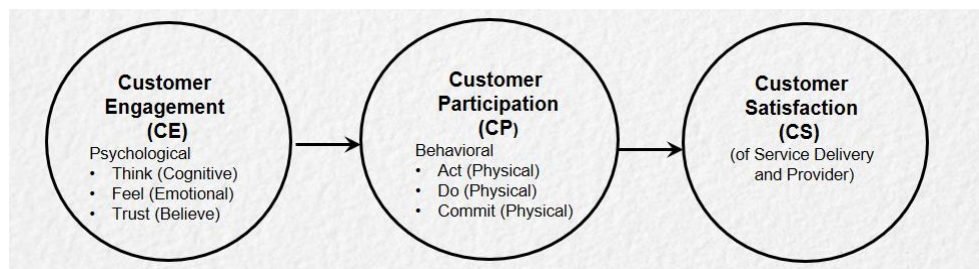 Customer
Engagement
(CE)
Psychological
• Think (Cognitive)
• Feel (Emotional)
• Trust (Believe)
Customer
Participation
(CP)
Behavioral
• Act (Physical)
• Do (Physical)
• Commit (Physical)
Customer
Satisfaction
(CS)
(of Service Delivery
and Provider)